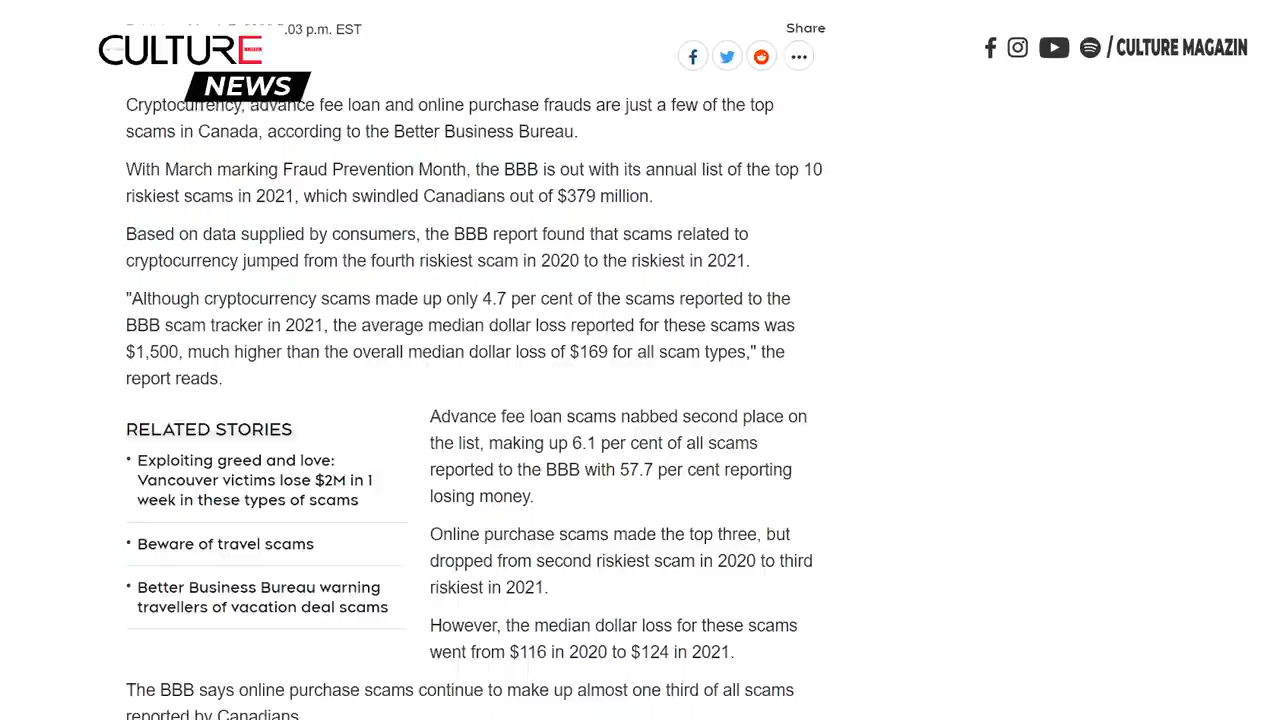 .03 p.m. EST
Share
CULTURE
NEWS
/ CULTURE MAGAZIN
Cryptocurrency, advance fee loan and online purchase frauds are just a few of the top
scams in Canada, according to the Better Business Bureau.
With March marking Fraud Prevention Month, the BBB is out with its annual list of the top 10
riskiest scams in 2021, which swindled Canadians out of $379 million.
Based on data supplied by consumers, the BBB report found that scams related to
cryptocurrency jumped from the fourth riskiest scam in 2020 to the riskiest in 2021.
"Although cryptocurrency scams made up only 4.7 per cent of the scams reported to the
BBB scam tracker in 2021, the average median dollar loss reported for these scams was
$1,500, much higher than the overall median dollar loss of $169 for all scam types," the
report reads.
RELATED STORIES
• Exploiting greed and love:
Vancouver victims lose $2M in 1
week in these types of scams
• Beware of travel scams
• Better Business Bureau warning
travellers of vacation deal scams
Advance fee loan scams nabbed second place on
the list, making up 6.1 per cent of all scams
reported to the BBB with 57.7 per cent reporting
losing money.
Online purchase scams made the top three, but
dropped from second riskiest scam in 2020 to third
riskiest in 2021.
However, the median dollar loss for these scams
went from $116 in 2020 to $124 in 2021.
The BBB says online purchase scams continue to make up almost one third of all scams
reported by Canadians.